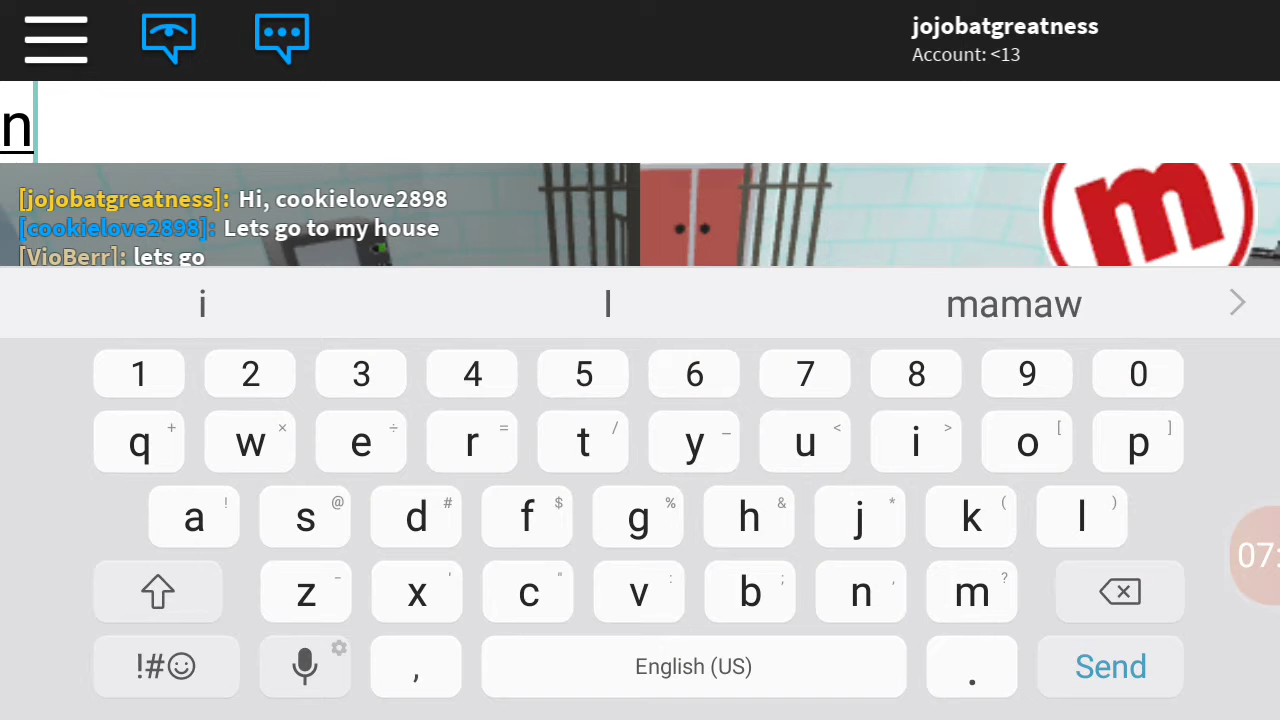 jojobatgreatness
Account: <13
n
[jojobatgreatness]: Hi, cookielove2898
[cookielove2898]: Lets go to my house
[VioBerr]: lets go
m
i l mamaw
1 2 3 4 5 6 7 8 9 0
q + w × e ÷ r = t / y _ u < i > o [ p ]
a ! s @ d # f $ g % h & j * k ( l )
z - x ' c " v : b ; n , m ?
!#☺ , English (US) . Send
07: